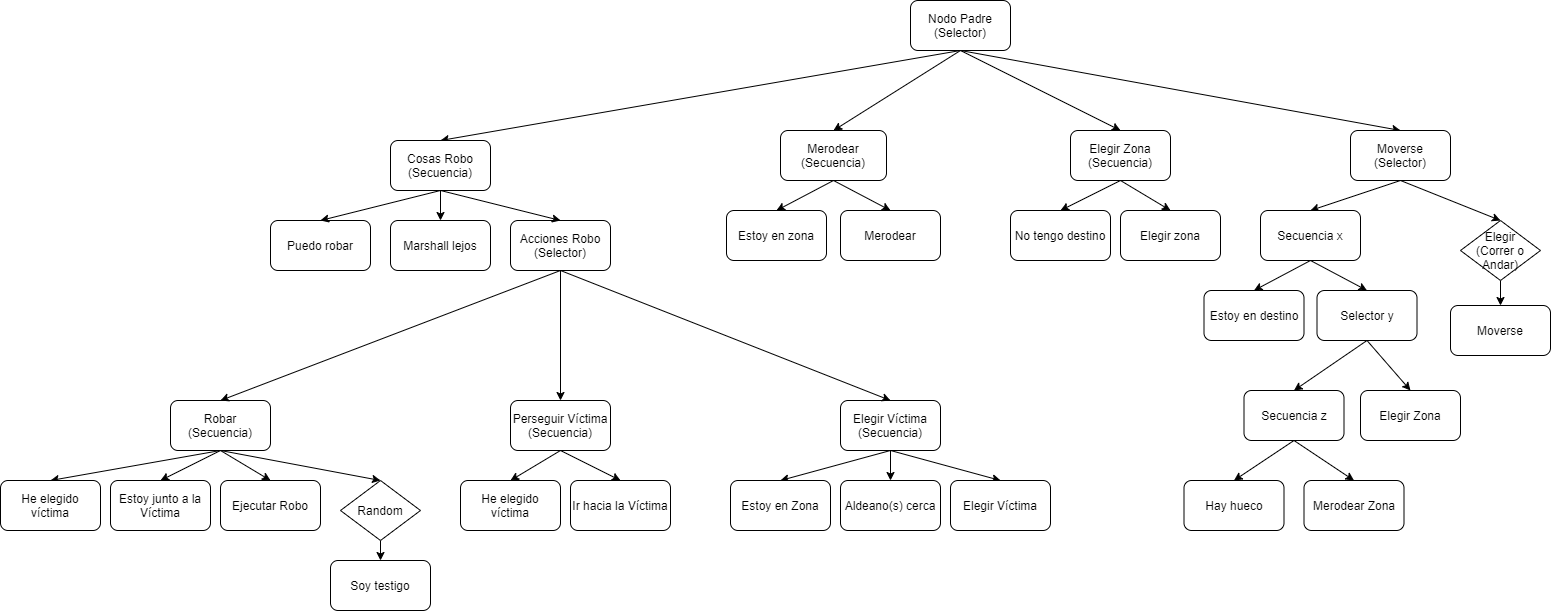 Nodo Padre
(Selector)
Cosas Robo
(Secuencia)
Merodear
(Secuencia)
Elegir Zona
(Secuencia)
Moverse
(Selector)
Puedo robar
Marshall lejos
Acciones Robo
(Selector)
Estoy en zona
Merodear
No tengo destino
Elegir zona
Secuencia x
Elegir
(Correr o
Andar)
Estoy en destino
Selector y
Moverse
Robar
(Secuencia)
Perseguir Víctima
(Secuencia)
Elegir Víctima
(Secuencia)
Secuencia z
Elegir Zona
He elegido
víctima
Estoy junto a la
Víctima
Ejecutar Robo
Random
He elegido
víctima
Ir hacia la Víctima
Estoy en Zona
Aldeano(s) cerca
Elegir Víctima
Hay hueco
Merodear Zona
Soy testigo